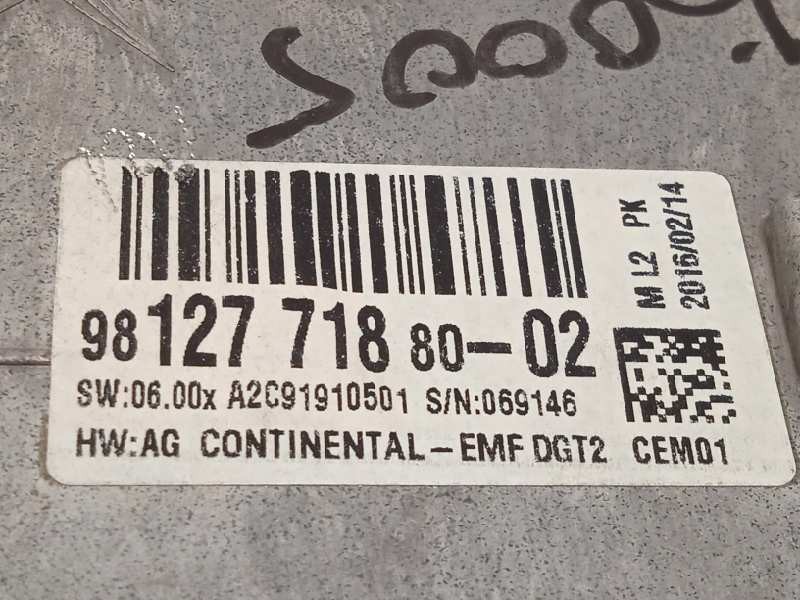 98 127 718 80-02
SW:06.00x A2C91910501 S/N:069146
HW:AG CONTINENTAL-EMF DGT2 CEM01
M L2 PK
2016/02/14